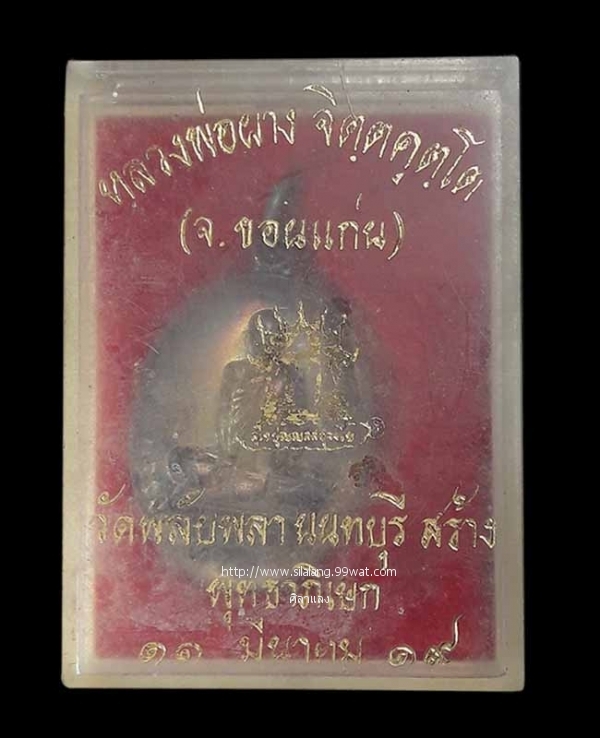 หลวงพ่อผาง จิตฺตคุตฺโต
(จ.ขอนแก่น)
วัดพลับพลา นนทบุรี สร้าง
http://www.silalang.99wat.com
พุทธาภิเษก
ศิลาแลง
๑๑ มีนาคม ๑๙